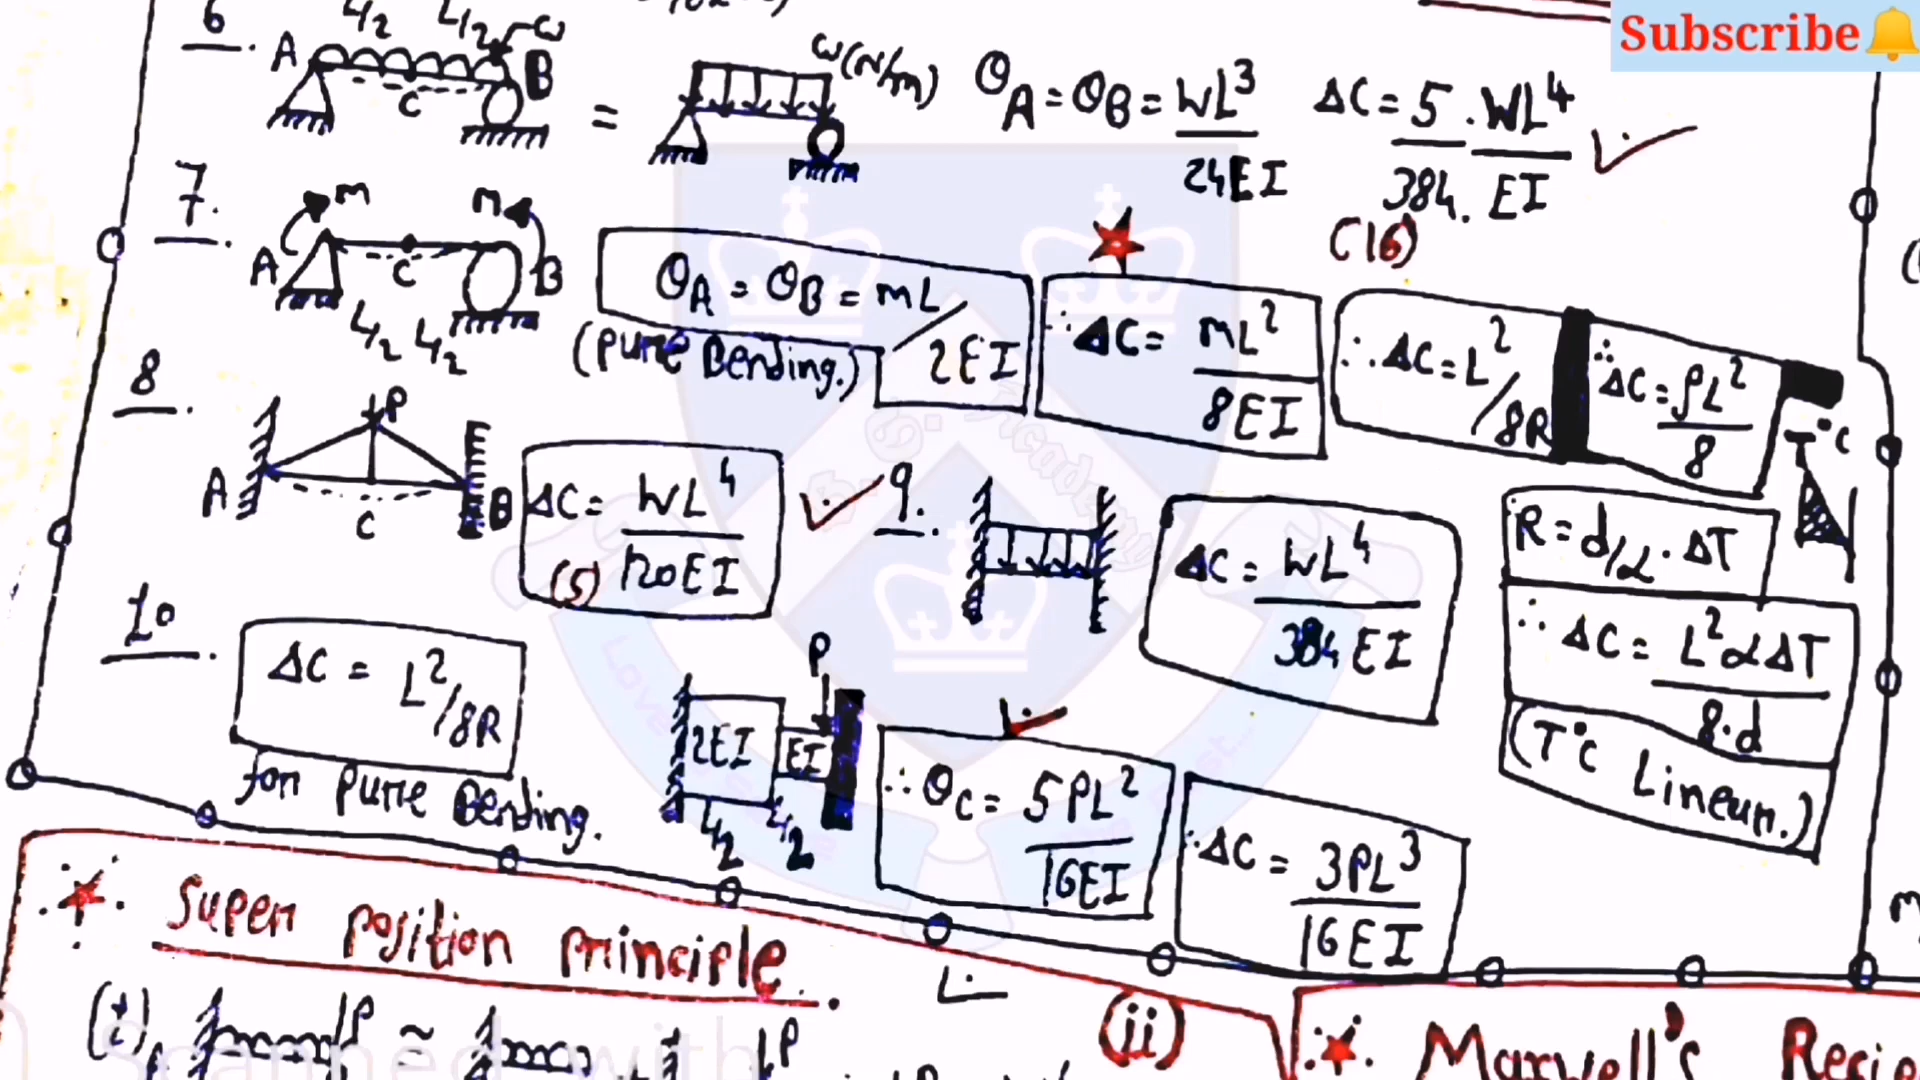 Subscribe
6. A L/2 L/2 w B
C
= w(N/m) θA = θB = WL³/24EI ΔC = 5/384 . WL⁴/EI
7. m m
A C B
L/2 L/2
θA = θB = mL/2EI
(Pure Bending.)
∴ ΔC = mL²/8EI
(16)
∴ ΔC = L²/8R
∴ ΔC = ρL²/8
T°C
8. P
A C B
ΔC = WL⁴/120EI
(5)
9. ΔC = WL⁴/384EI
R = d/α.ΔT
∴ ΔC = L²αΔT/8.d
(T°C Linear.)
10. ΔC = L²/8R
for pure Bending.
P
2EI EI
L/2 L/2
∴ θC = 5PL²/16EI
∴ ΔC = 3PL³/16EI
Super position principle.
(i) P ≈ P
(ii)
Maxwell's
Scanned with